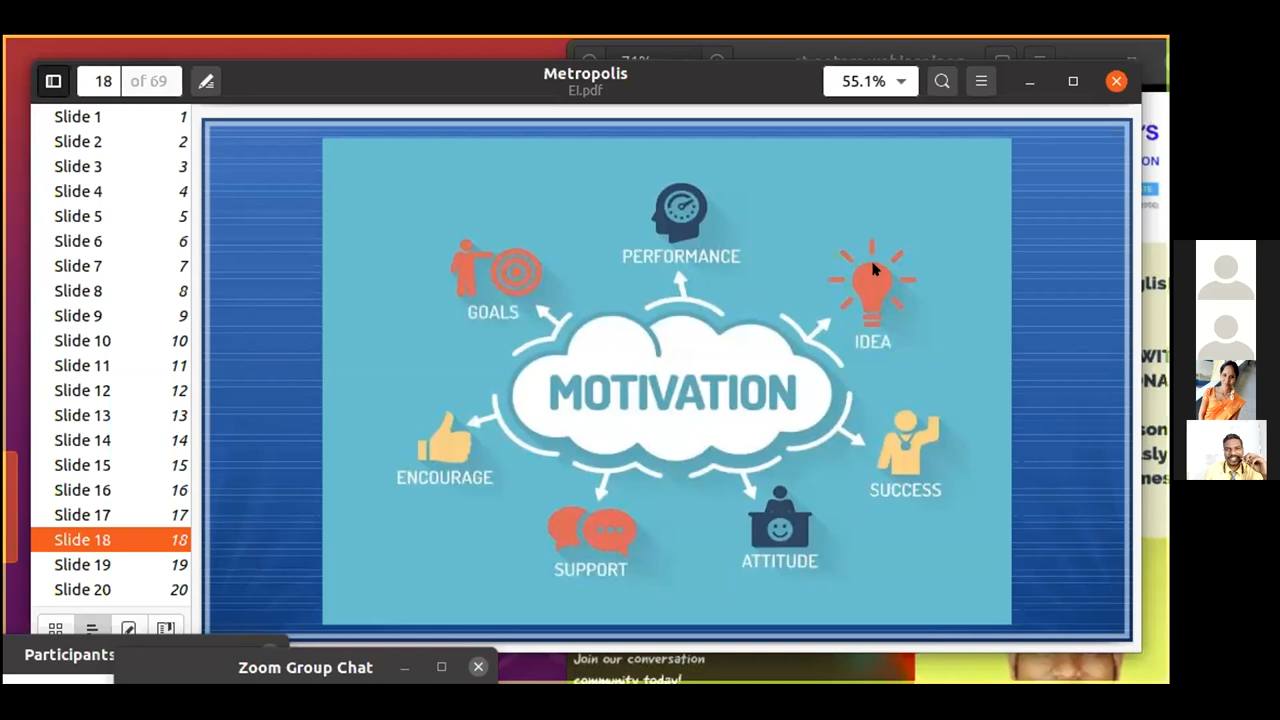 18 of 69
Metropolis
EI.pdf
55.1%
Slide 1 1
Slide 2 2
Slide 3 3
Slide 4 4
Slide 5 5
Slide 6 6
Slide 7 7
Slide 8 8
Slide 9 9
Slide 10 10
Slide 11 11
Slide 12 12
Slide 13 13
Slide 14 14
Slide 15 15
Slide 16 16
Slide 17 17
Slide 18 18
Slide 19 19
Slide 20 20
PERFORMANCE
GOALS
IDEA
MOTIVATION
ENCOURAGE
SUCCESS
SUPPORT
ATTITUDE
Participants
Zoom Group Chat
Join our conversation
community today!